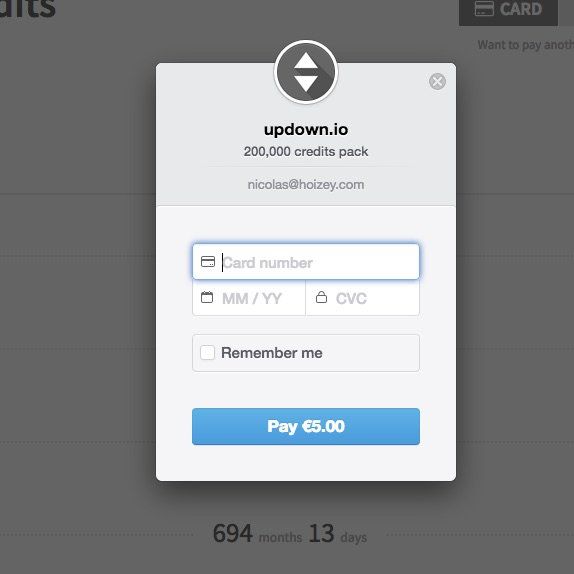 dits
CARD
Want to pay anoth
updown.io
200,000 credits pack
nicolas@hoizey.com
Card number
MM / YY CVC
Remember me
Pay €5.00
694 months 13 days